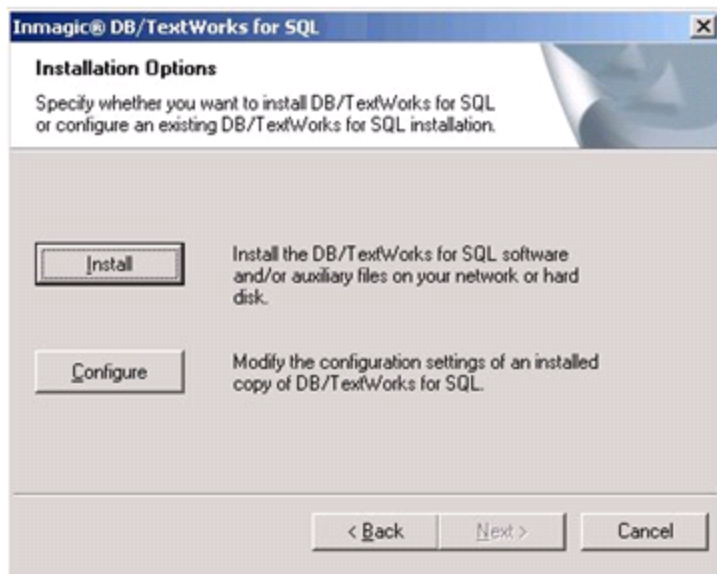 Inmagic® DB/TextWorks for SQL
Installation Options
Specify whether you want to install DB/TextWorks for SQL
or configure an existing DB/TextWorks for SQL installation.
Install
Install the DB/TextWorks for SQL software
and/or auxiliary files on your network or hard
disk.
Configure
Modify the configuration settings of an installed
copy of DB/TextWorks for SQL.
< Back
Next >
Cancel